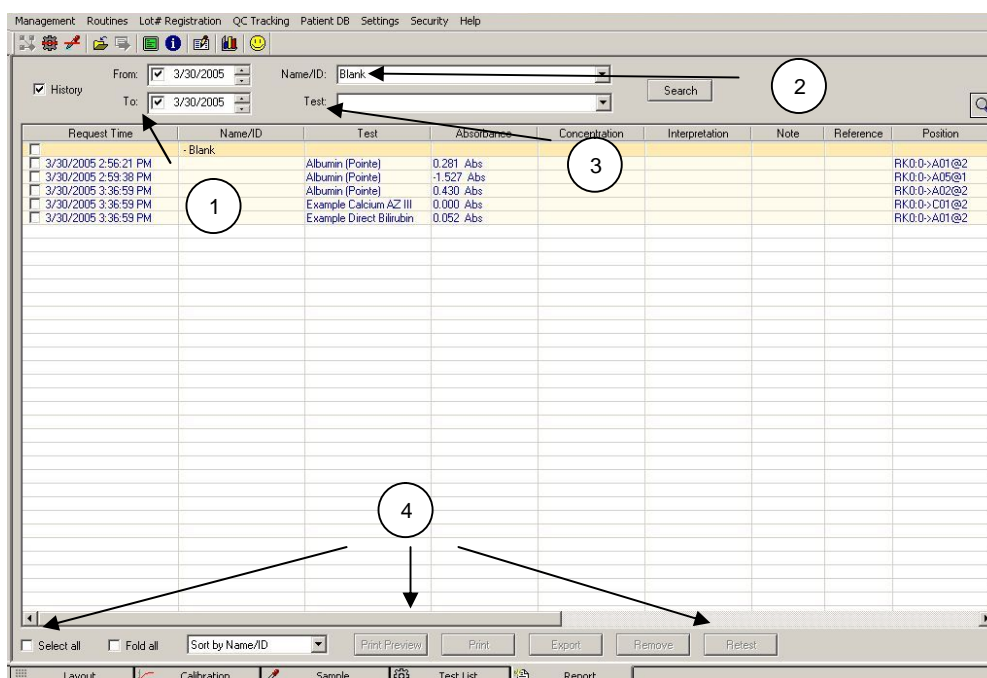 Management Routines Lot# Registration QC Tracking Patient DB Settings Security Help
From: 3/30/2005 Name/ID: Blank 2
History Search
To: 3/30/2005 Test:
Request Time Name/ID Test Absorbance Concentration Interpretation Note Reference Position
- Blank
3/30/2005 2:56:21 PM Albumin (Pointe) 0.281 Abs RK0:0->A01@2
3/30/2005 2:59:38 PM Albumin (Pointe) -1.527 Abs RK0:0->A05@1
3/30/2005 3:36:59 PM Albumin (Pointe) 0.430 Abs RK0:0->A02@2
3/30/2005 3:36:59 PM Example Calcium AZ III 0.000 Abs RK0:0->C01@2
3/30/2005 3:36:59 PM Example Direct Bilirubin 0.052 Abs RK0:0->A01@2
3
1
4
Select all Fold all Sort by Name/ID Print Preview Print Export Remove Retest
Layout Calibration Sample Test List Report